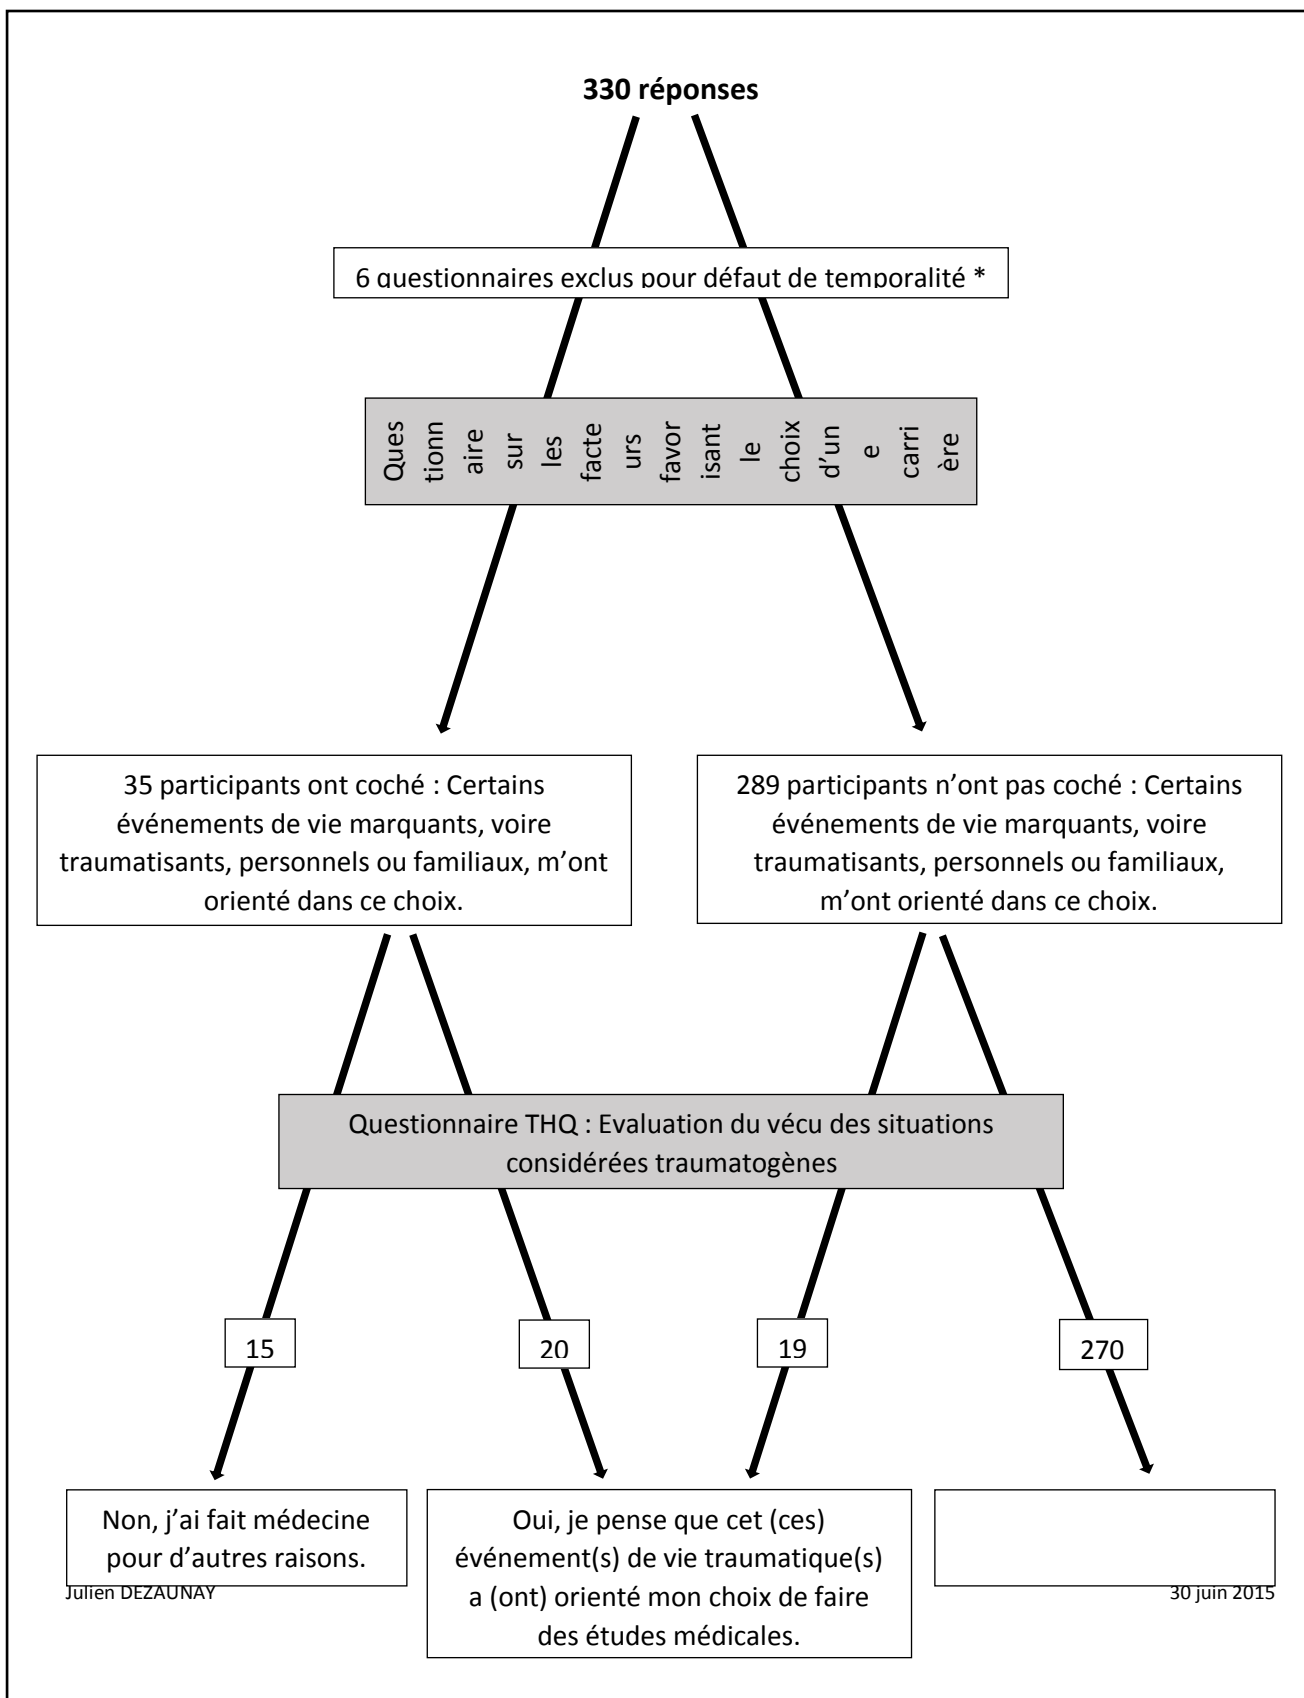 330 réponses
6 questionnaires exclus pour défaut de temporalité *
Ques
tionn
aire
sur
les
facte
urs
favor
isant
le
choix
d’un
e
carri
ère
35 participants ont coché : Certains
événements de vie marquants, voire
traumatisants, personnels ou familiaux, m’ont
orienté dans ce choix.
289 participants n’ont pas coché : Certains
événements de vie marquants, voire
traumatisants, personnels ou familiaux,
m’ont orienté dans ce choix.
Questionnaire THQ : Evaluation du vécu des situations
considérées traumatogènes
15
20
19
270
Non, j’ai fait médecine
pour d’autres raisons.
Oui, je pense que cet (ces)
événement(s) de vie traumatique(s)
a (ont) orienté mon choix de faire
des études médicales.
Julien DEZAUNAY
30 juin 2015